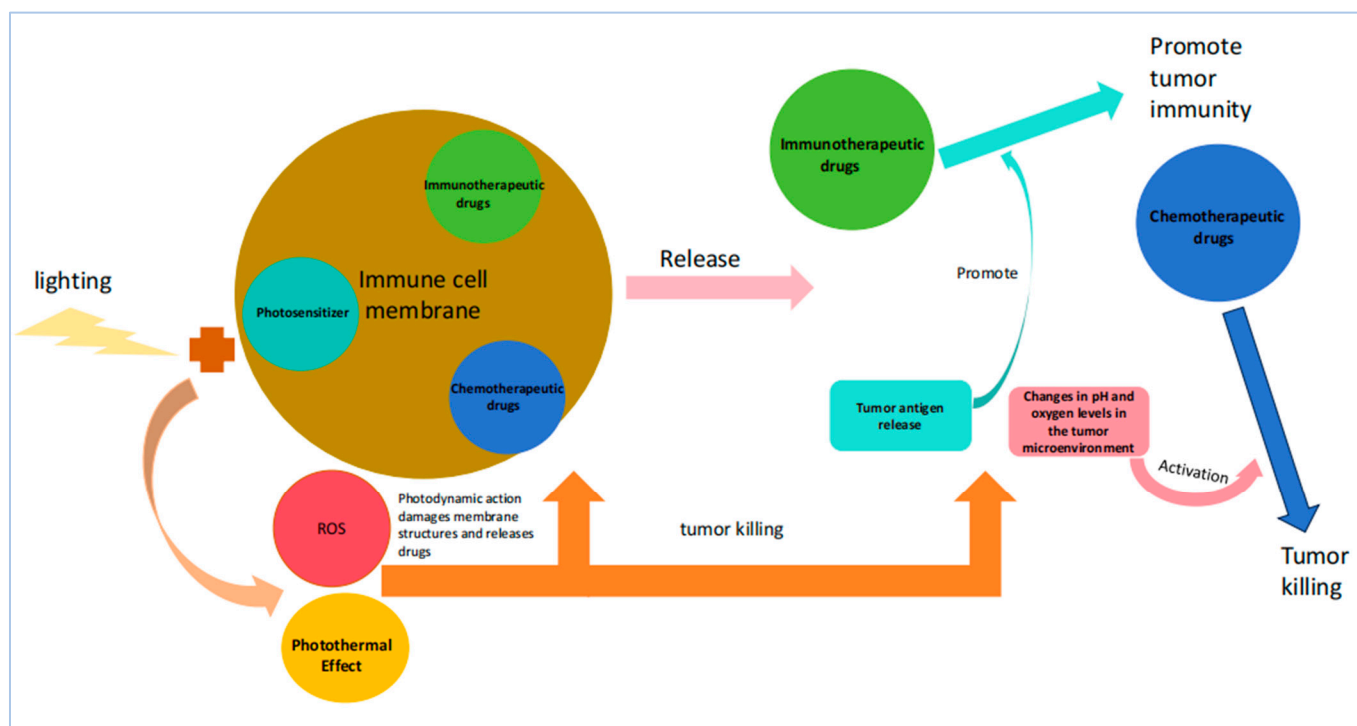 Promote
tumor
immunity
Immunotherapeutic
drugs
Immunotherapeutic
drugs
Chemotherapeutic
drugs
Release
lighting
Immune cell
membrane
Photosensitizer
Promote
Chemotherapeutic
drugs
Tumor antigen
release
Changes in pH and
oxygen levels in
the tumor
microenvironment
Activation
ROS
Photodynamic action
damages membrane
structures and releases
drugs
tumor killing
Tumor
killing
Photothermal
Effect